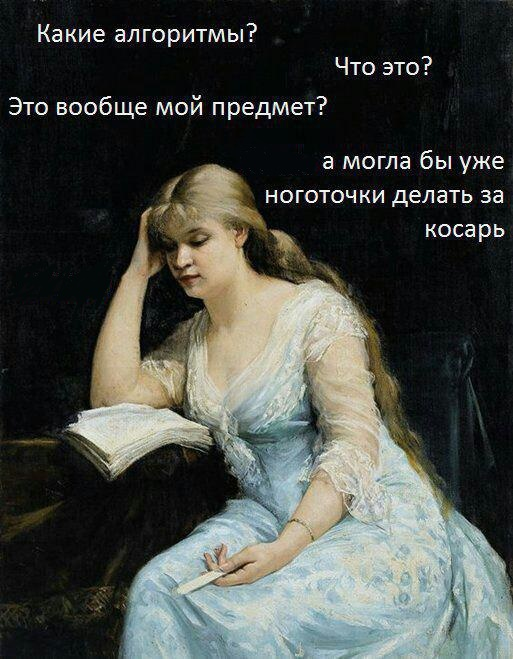 Какие алгоритмы?
Что это?
Это вообще мой предмет?
а могла бы уже
ноготочки делать за
косарь